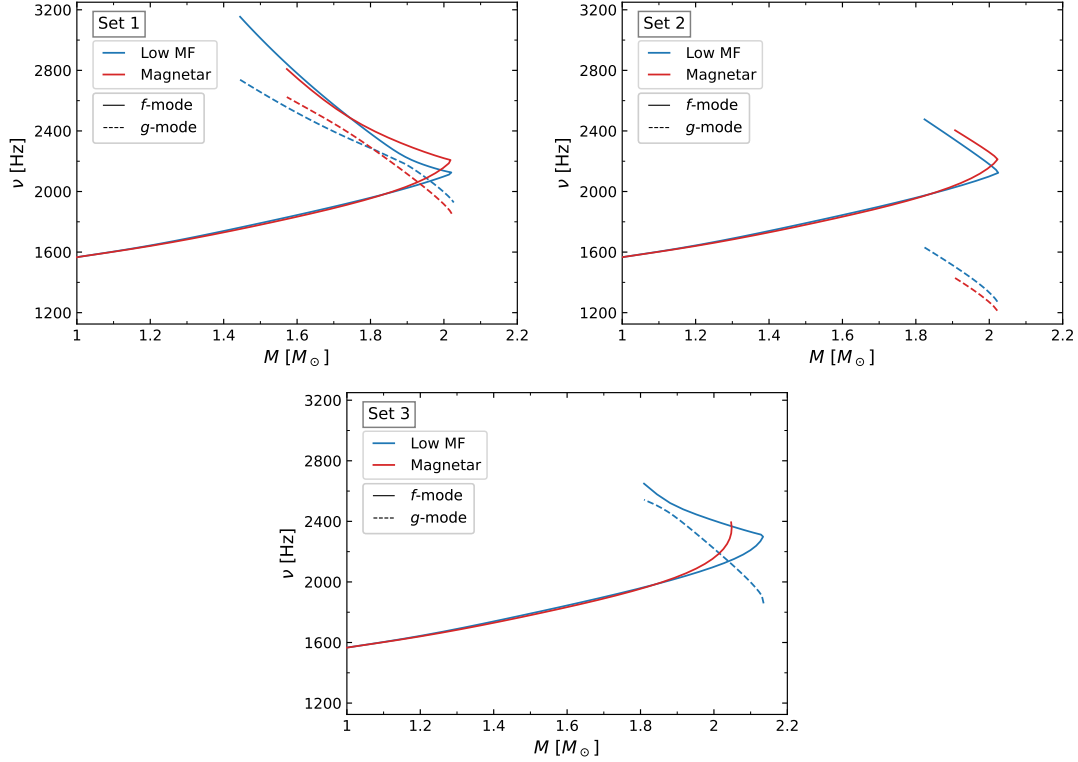 Set 1
Low MF
Magnetar
f-mode
g-mode
ν [Hz]
3200
2800
2400
2000
1600
1200
1
1.2
1.4
1.6
1.8
2
2.2
M [M⊙]
Set 2
Low MF
Magnetar
f-mode
g-mode
ν [Hz]
3200
2800
2400
2000
1600
1200
1
1.2
1.4
1.6
1.8
2
2.2
M [M⊙]
Set 3
Low MF
Magnetar
f-mode
g-mode
ν [Hz]
3200
2800
2400
2000
1600
1200
1
1.2
1.4
1.6
1.8
2
2.2
M [M⊙]